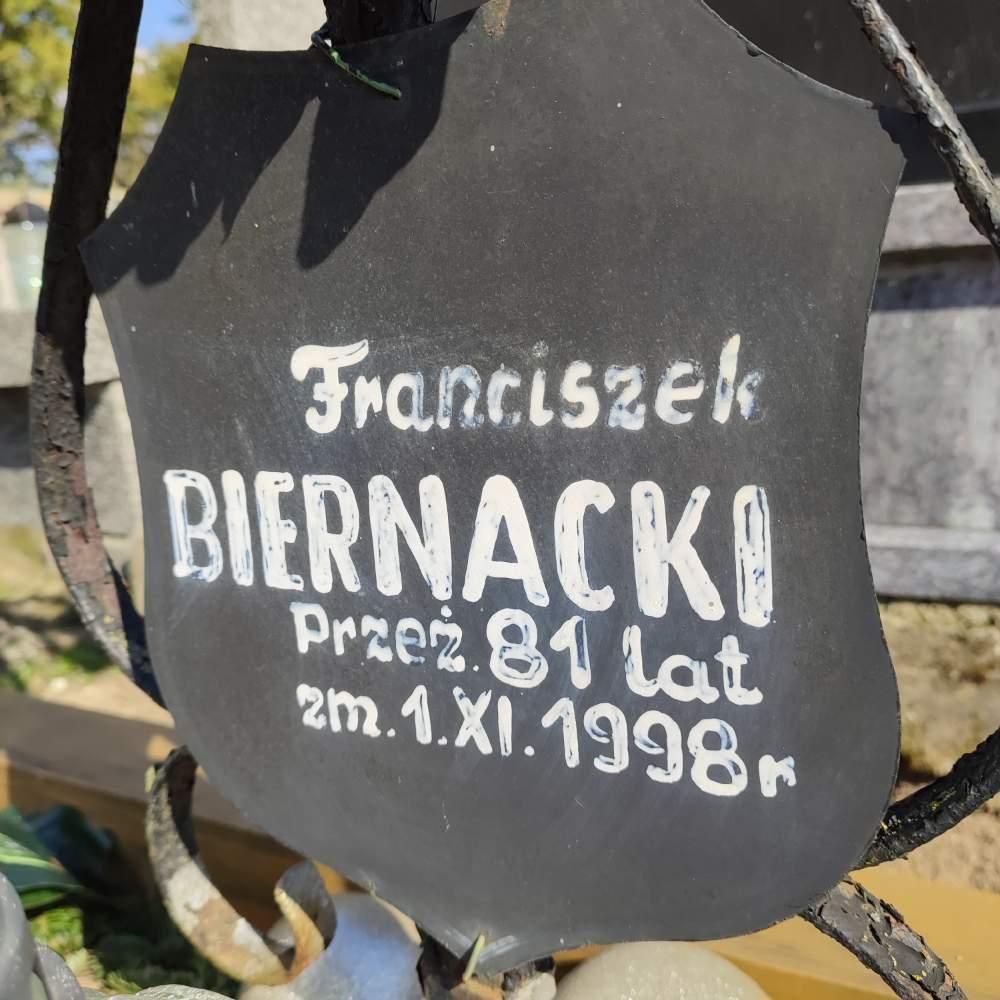 Franciszek
BIERNACKI
Przeż. 81 lat
zm. 1. XI. 1998 r